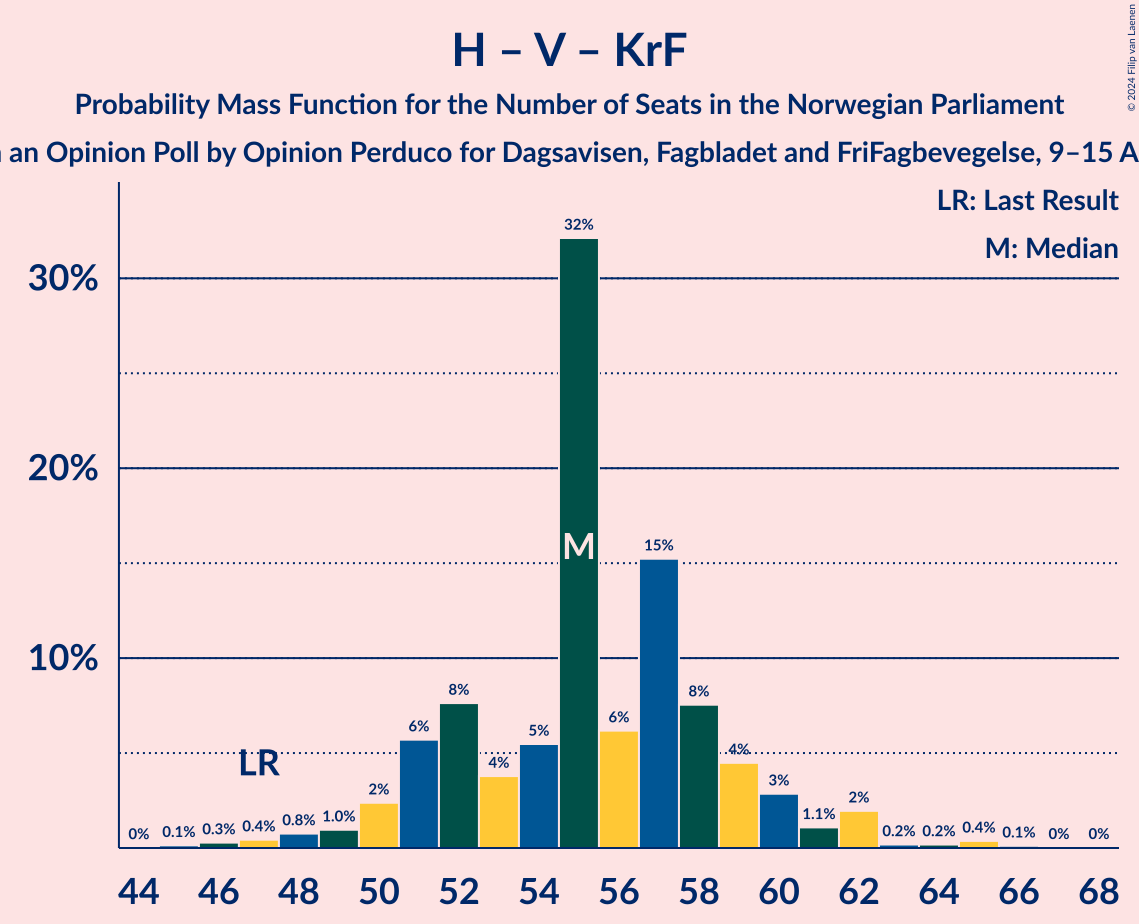 © 2024 Filip van Laenen
H – V – KrF
Probability Mass Function for the Number of Seats in the Norwegian Parliament
an Opinion Poll by Opinion Perduco for Dagsavisen, Fagbladet and FriFagbevegelse, 9–15 A
LR: Last Result
M: Median
32%
30%
20%
M
15%
10%
8%
8%
6%
6%
5%
LR
4%
4%
3%
2%
2%
0% 0.1% 0.3% 0.4% 0.8% 1.0% 1.1% 0.2% 0.2% 0.4% 0.1% 0% 0%
44 46 48 50 52 54 56 58 60 62 64 66 68